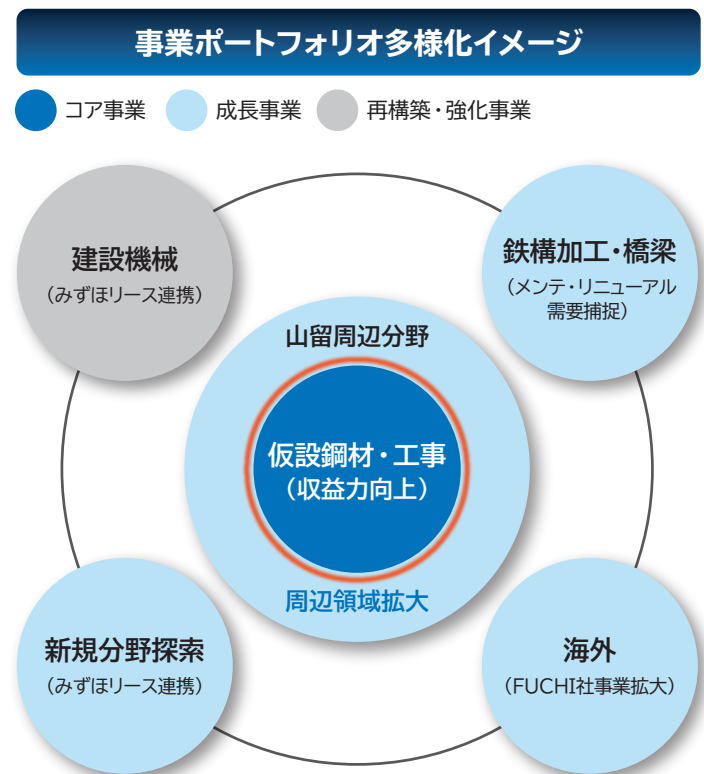 事業ポートフォリオ多様化イメージ
コア事業
成長事業
再構築・強化事業
建設機械
（みずほリース連携）
鉄構加工・橋梁
（メンテ・リニューアル
需要捕捉）
山留周辺分野
仮設鋼材・工事
（収益力向上）
周辺領域拡大
新規分野探索
（みずほリース連携）
海外
（FUCHI社事業拡大）